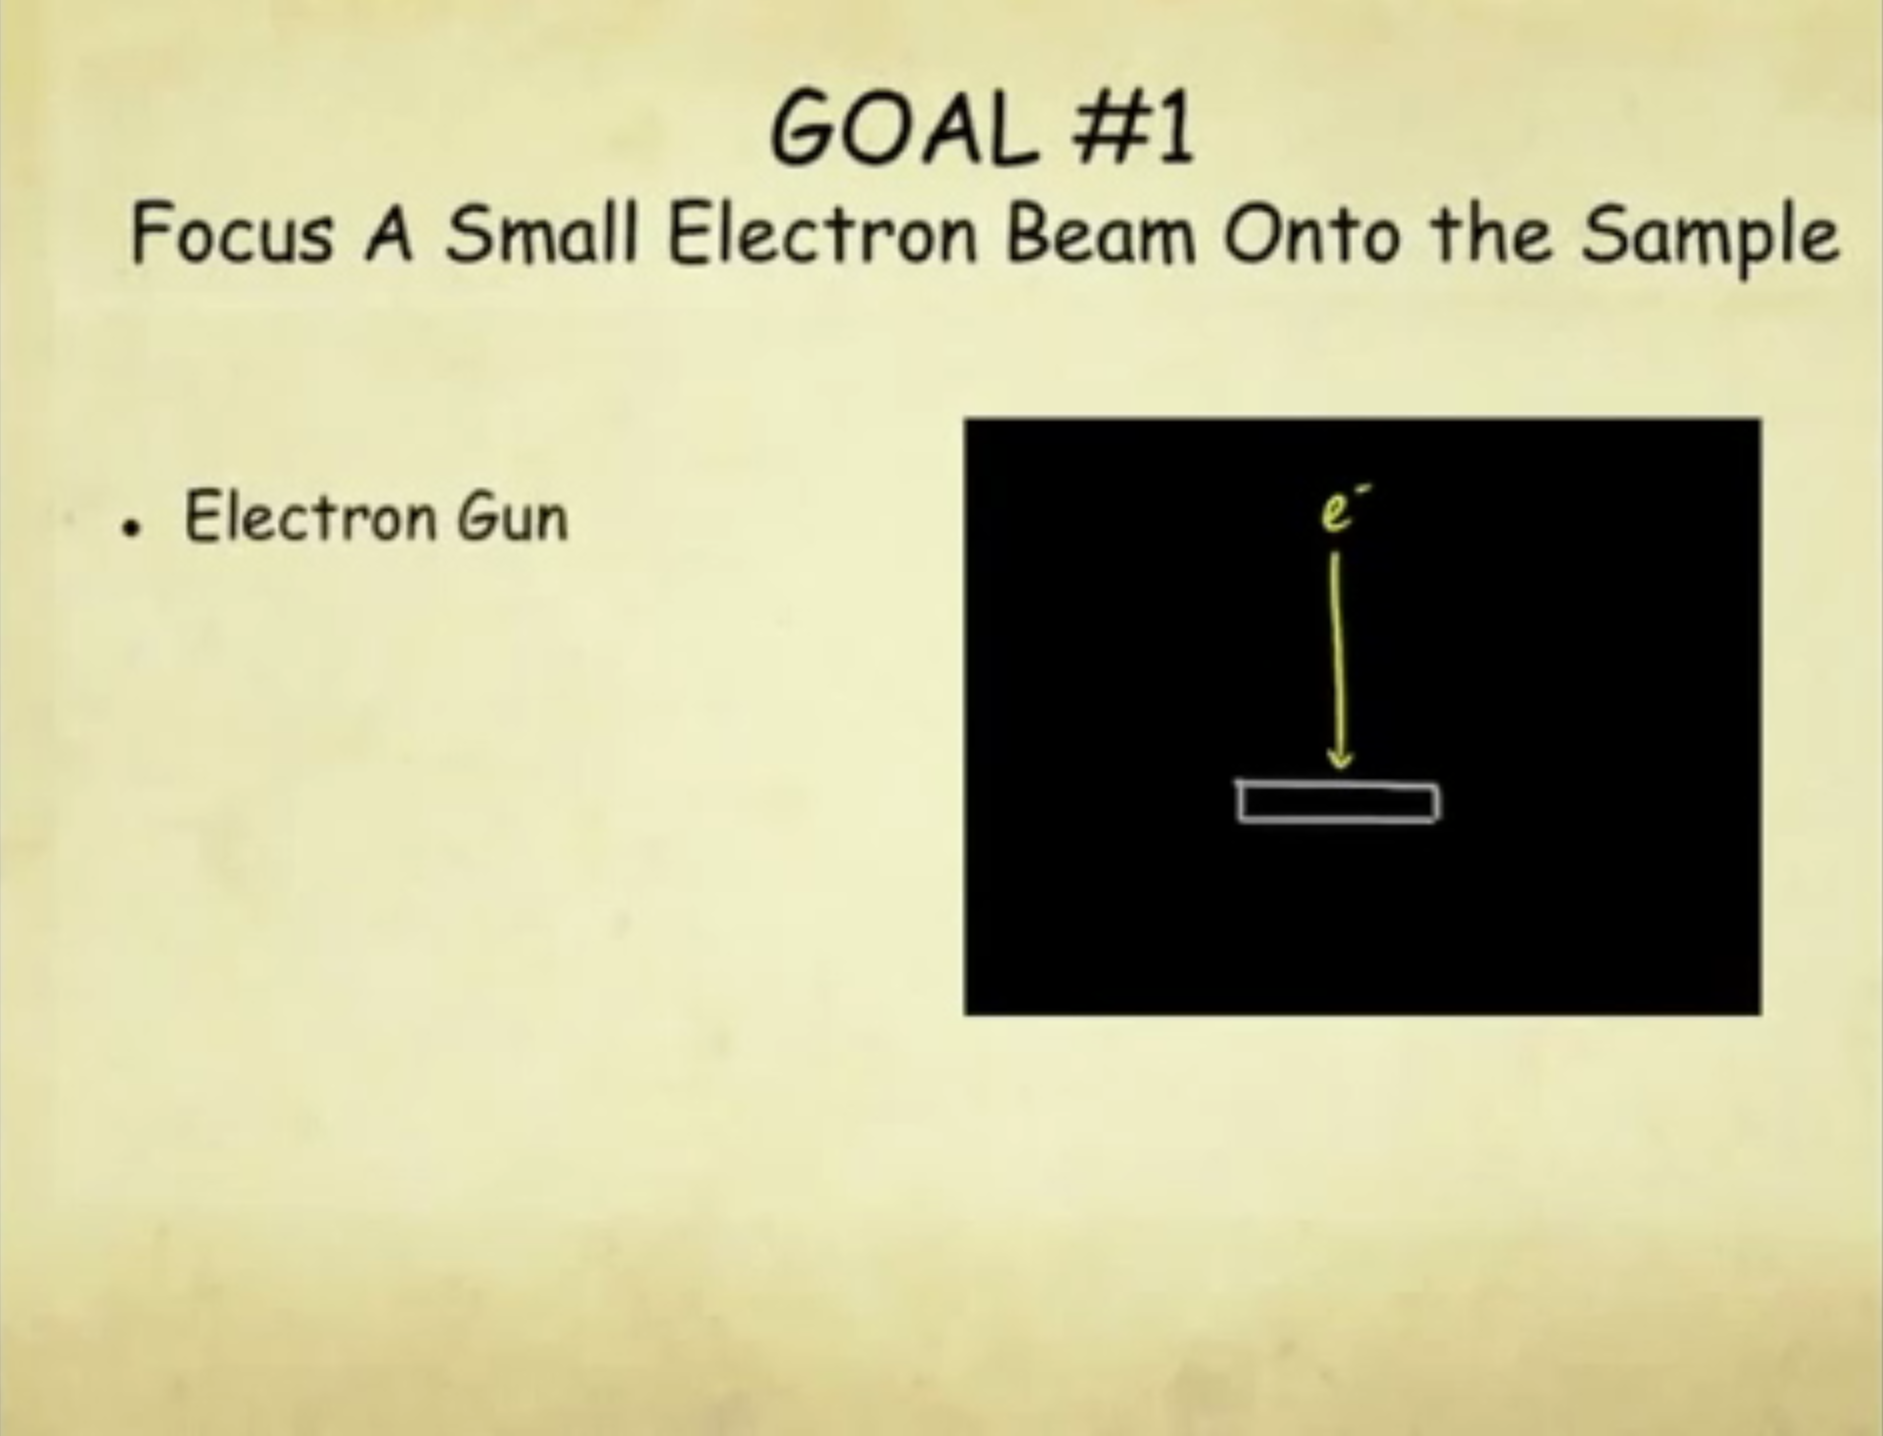 GOAL #1
Focus A Small Electron Beam Onto the Sample
• Electron Gun
e⁻